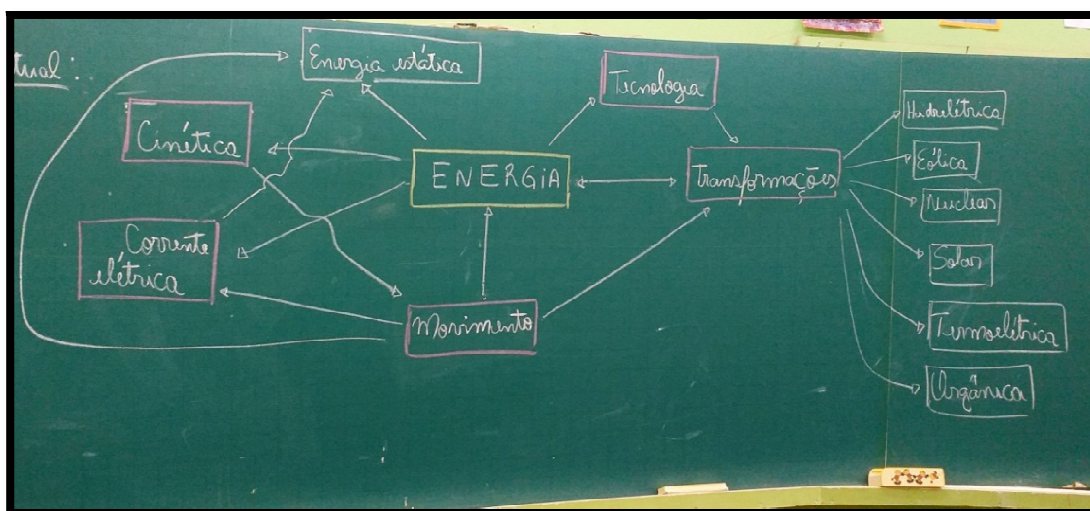 tual:
Energia estática
Tecnologia
Cinética
ENERGIA
Transformações
Corrente
elétrica
Movimento
Hidrelétrica
Eólica
Nuclear
Solar
Termoelétrica
Orgânica